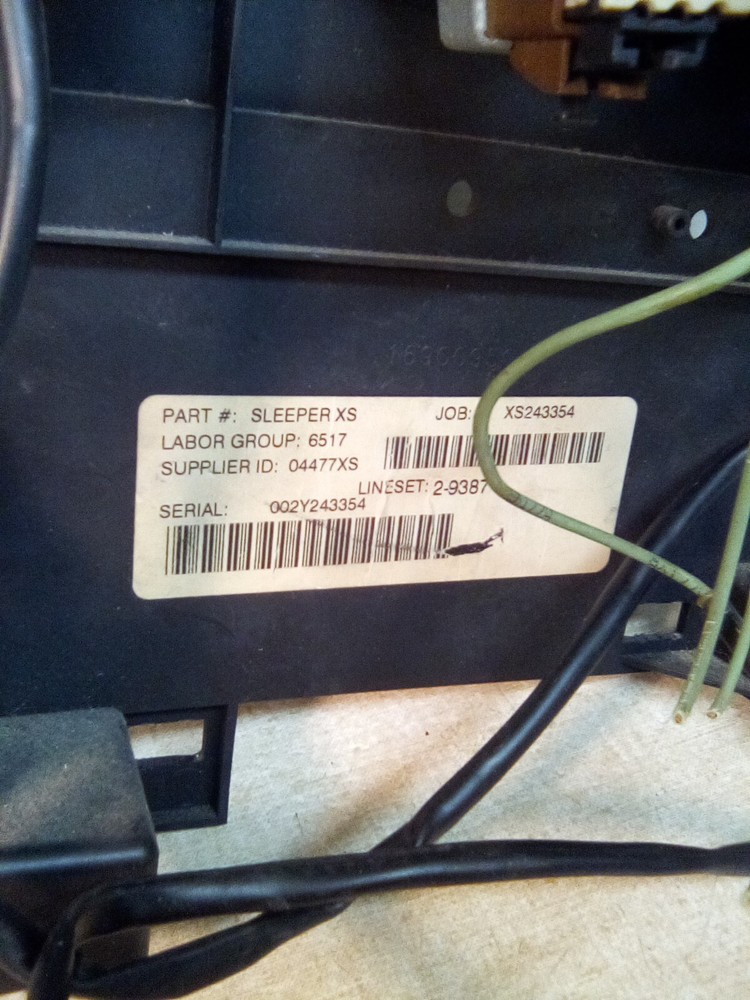 PART #: SLEEPER XS JOB: XS243354
LABOR GROUP: 6517
SUPPLIER ID: 04477XS
LINESET: 2-9387
SERIAL: 002Y243354